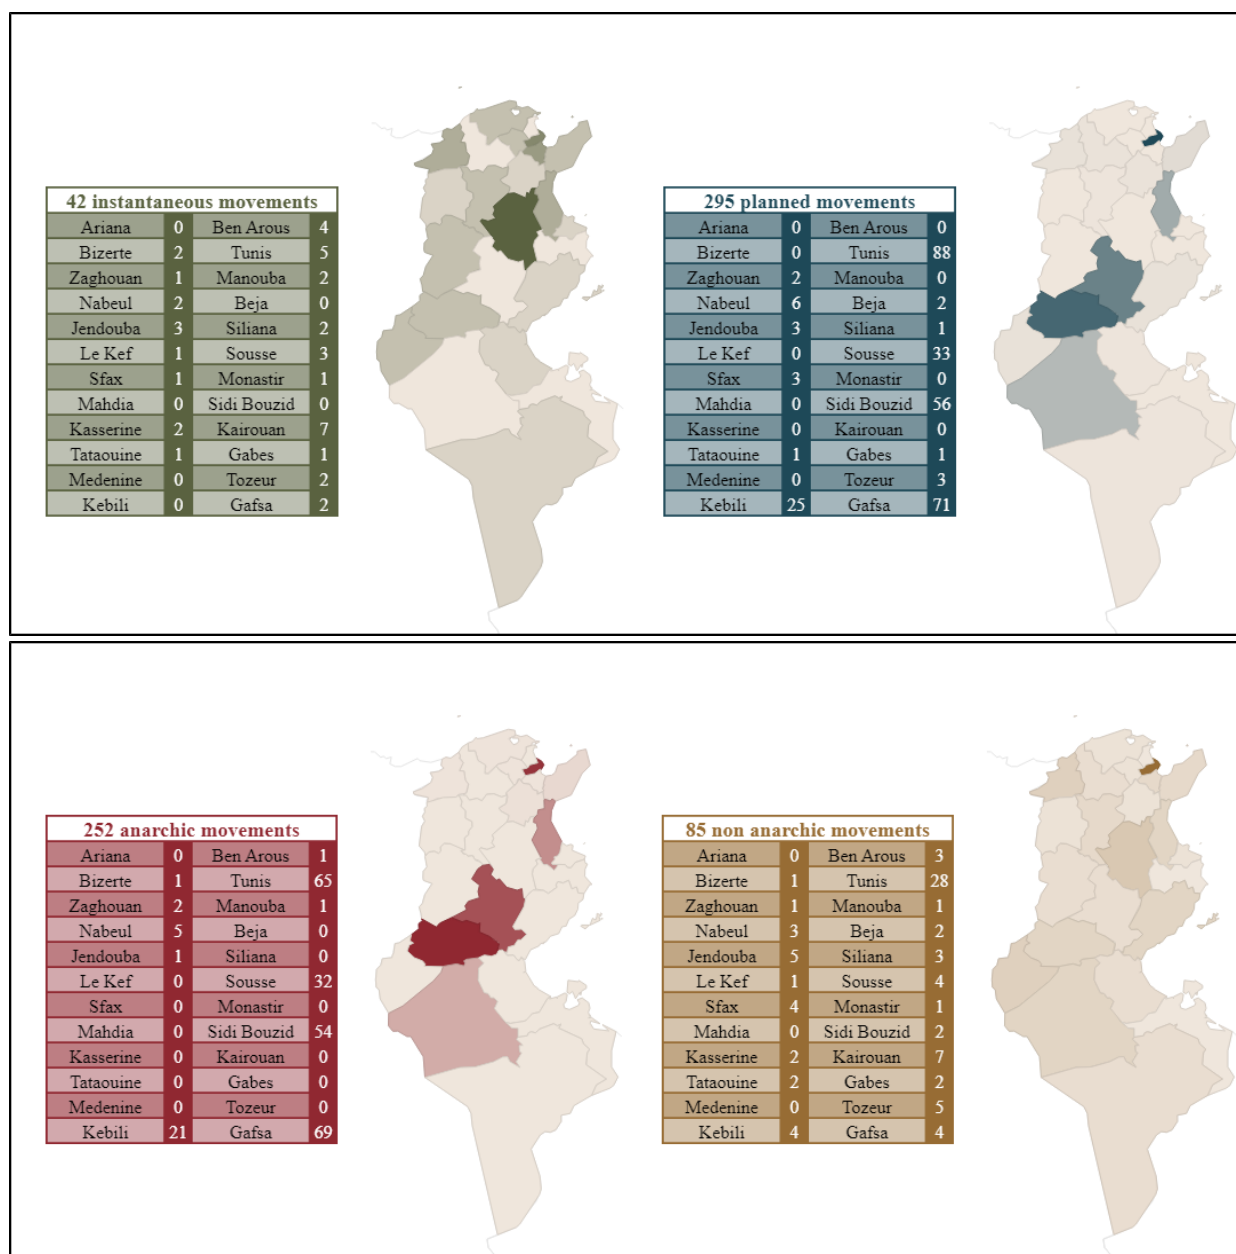 42 instantaneous movements
Ariana 0 Ben Arous 4
Bizerte 2 Tunis 5
Zaghouan 1 Manouba 2
Nabeul 2 Beja 0
Jendouba 3 Siliana 2
Le Kef 1 Sousse 3
Sfax 1 Monastir 1
Mahdia 0 Sidi Bouzid 0
Kasserine 2 Kairouan 7
Tataouine 1 Gabes 1
Medenine 0 Tozeur 2
Kebili 0 Gafsa 2
295 planned movements
Ariana 0 Ben Arous 0
Bizerte 0 Tunis 88
Zaghouan 2 Manouba 0
Nabeul 6 Beja 2
Jendouba 3 Siliana 1
Le Kef 0 Sousse 33
Sfax 3 Monastir 0
Mahdia 0 Sidi Bouzid 56
Kasserine 0 Kairouan 0
Tataouine 1 Gabes 1
Medenine 0 Tozeur 3
Kebili 25 Gafsa 71
252 anarchic movements
Ariana 0 Ben Arous 1
Bizerte 1 Tunis 65
Zaghouan 2 Manouba 1
Nabeul 5 Beja 0
Jendouba 1 Siliana 0
Le Kef 0 Sousse 32
Sfax 0 Monastir 0
Mahdia 0 Sidi Bouzid 54
Kasserine 0 Kairouan 0
Tataouine 0 Gabes 0
Medenine 0 Tozeur 0
Kebili 21 Gafsa 69
85 non anarchic movements
Ariana 0 Ben Arous 3
Bizerte 1 Tunis 28
Zaghouan 1 Manouba 1
Nabeul 3 Beja 2
Jendouba 5 Siliana 3
Le Kef 1 Sousse 4
Sfax 4 Monastir 1
Mahdia 0 Sidi Bouzid 2
Kasserine 2 Kairouan 7
Tataouine 2 Gabes 2
Medenine 0 Tozeur 5
Kebili 4 Gafsa 4